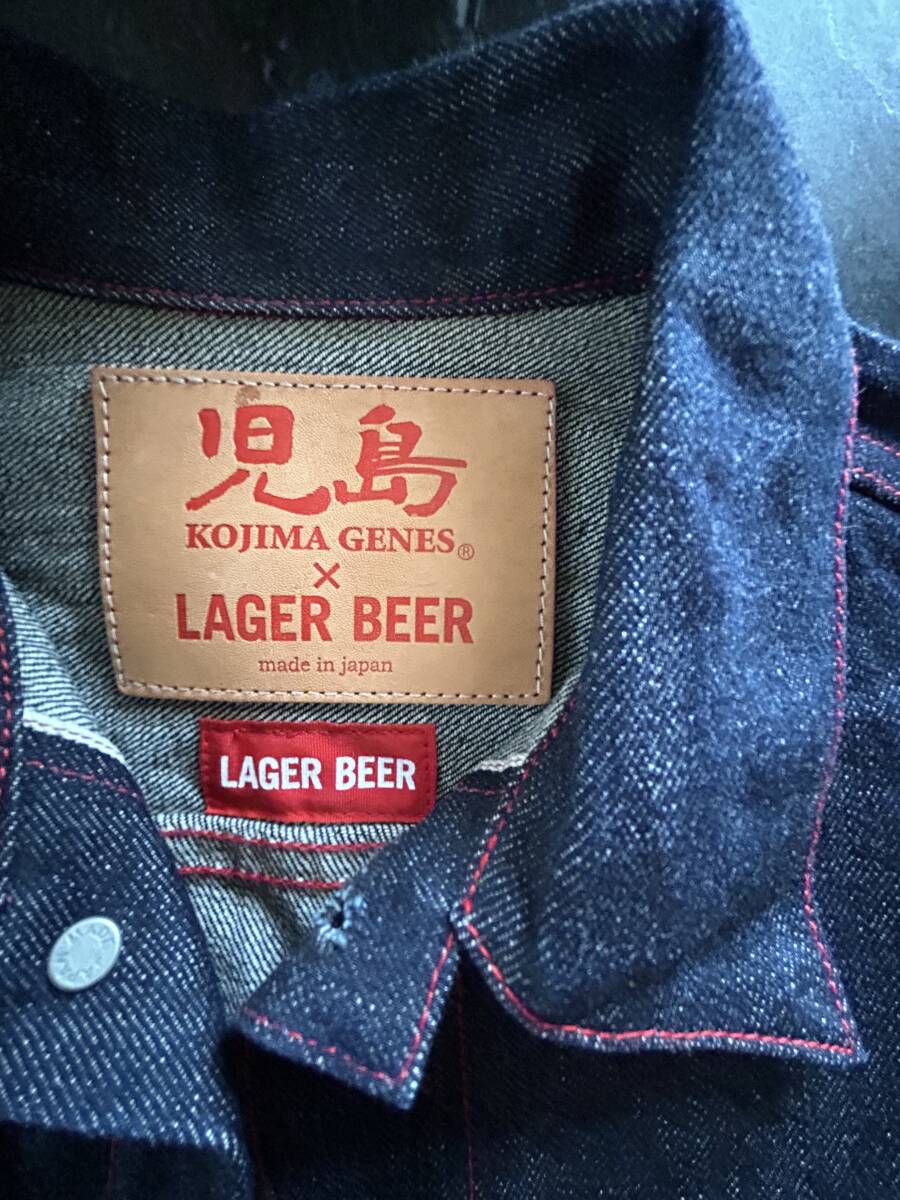 児島
KOJIMA GENES®
×
LAGER BEER
made in japan
LAGER BEER